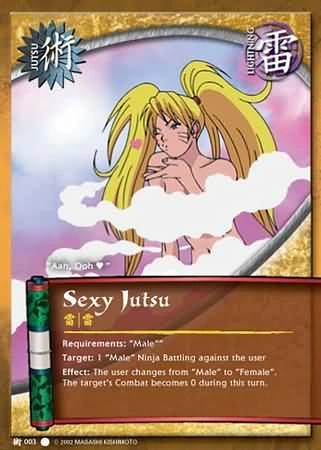 JUTSU 術
LIGHTNING 雷
"Aah, Ooh ♥"
Sexy Jutsu
雷|雷
Requirements: "Male""
Target: 1 "Male" Ninja Battling against the user
Effect: The user changes from "Male" to "Female".
The target's Combat becomes 0 during this turn.
術 003 ● © 2002 MASASHI KISHIMOTO